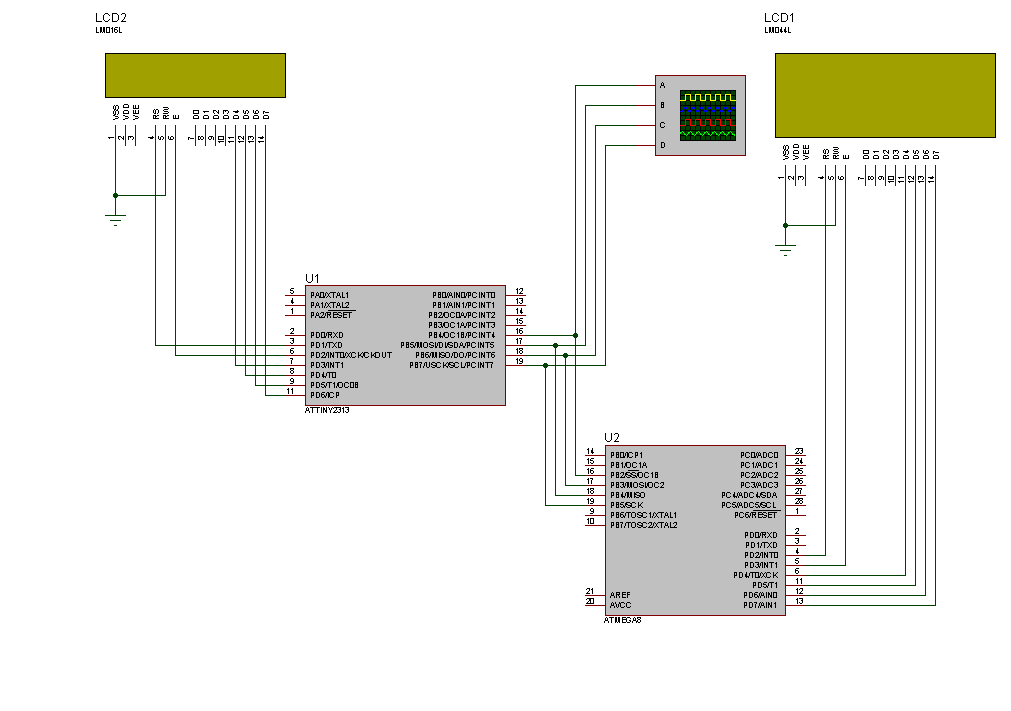 LCD2
LM016L
VSS
VDD
VEE
RS
RW
E
D0
D1
D2
D3
D4
D5
D6
D7
1
2
3
4
5
6
7
8
9
10
11
12
13
14
LCD1
LM044L
VSS
VDD
VEE
RS
RW
E
D0
D1
D2
D3
D4
D5
D6
D7
1
2
3
4
5
6
7
8
9
10
11
12
13
14
A
B
C
D
U1
5 PA0/XTAL1 PB0/AIN0/PCINT0 12
4 PA1/XTAL2 PB1/AIN1/PCINT1 13
1 PA2/RESET PB2/OC0A/PCINT2 14
PB3/OC1A/PCINT3 15
2 PD0/RXD PB4/OC1B/PCINT4 16
3 PD1/TXD PB5/MOSI/DI/SDA/PCINT5 17
6 PD2/INT0/XCK/CKOUT PB6/MISO/DO/PCINT6 18
7 PD3/INT1 PB7/USCK/SCL/PCINT7 19
8 PD4/T0
9 PD5/T1/OC0B
11 PD6/ICP
ATTINY2313
U2
14 PB0/ICP1 PC0/ADC0 23
15 PB1/OC1A PC1/ADC1 24
16 PB2/SS/OC1B PC2/ADC2 25
17 PB3/MOSI/OC2 PC3/ADC3 26
18 PB4/MISO PC4/ADC4/SDA 27
19 PB5/SCK PC5/ADC5/SCL 28
9 PB6/TOSC1/XTAL1 PC6/RESET 1
10 PB7/TOSC2/XTAL2
PD0/RXD 2
PD1/TXD 3
PD2/INT0 4
PD3/INT1 5
PD4/T0/XCK 6
PD5/T1 11
21 AREF PD6/AIN0 12
20 AVCC PD7/AIN1 13
ATMEGA8